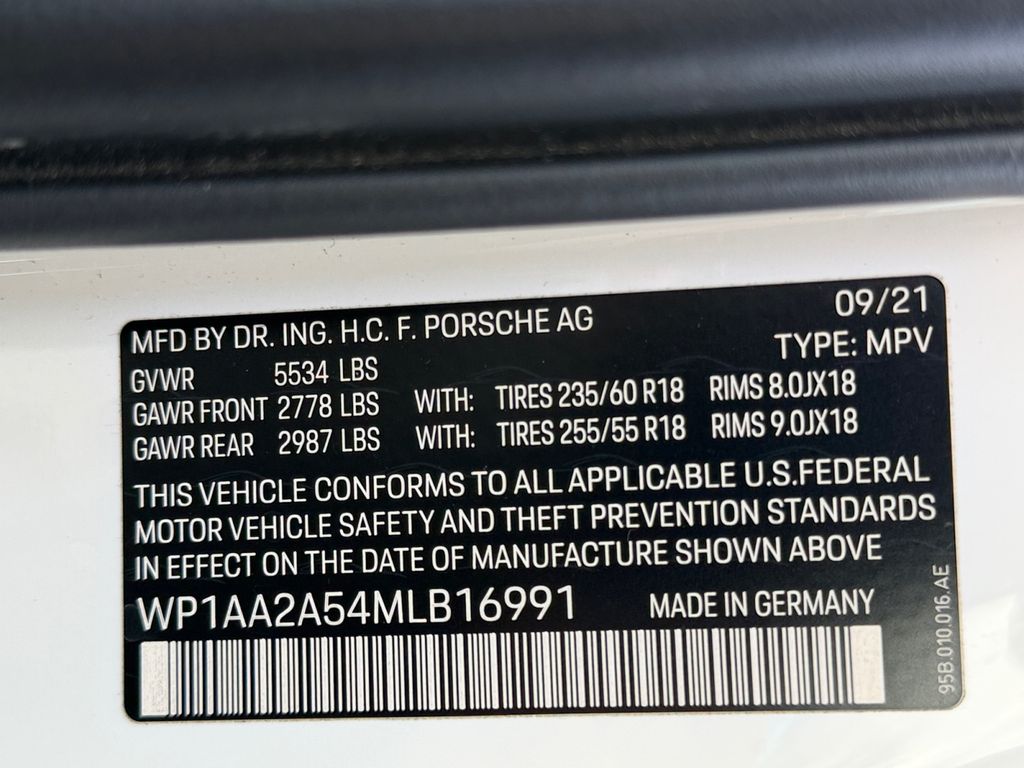 MFD BY DR. ING. H.C. F. PORSCHE AG 09/21
TYPE: MPV
GVWR 5534 LBS
GAWR FRONT 2778 LBS WITH: TIRES 235/60 R18 RIMS 8.0JX18
GAWR REAR 2987 LBS WITH: TIRES 255/55 R18 RIMS 9.0JX18
THIS VEHICLE CONFORMS TO ALL APPLICABLE U.S.FEDERAL
MOTOR VEHICLE SAFETY AND THEFT PREVENTION STANDARDS
IN EFFECT ON THE DATE OF MANUFACTURE SHOWN ABOVE
WP1AA2A54MLB16991 MADE IN GERMANY
95B.010.016.AE